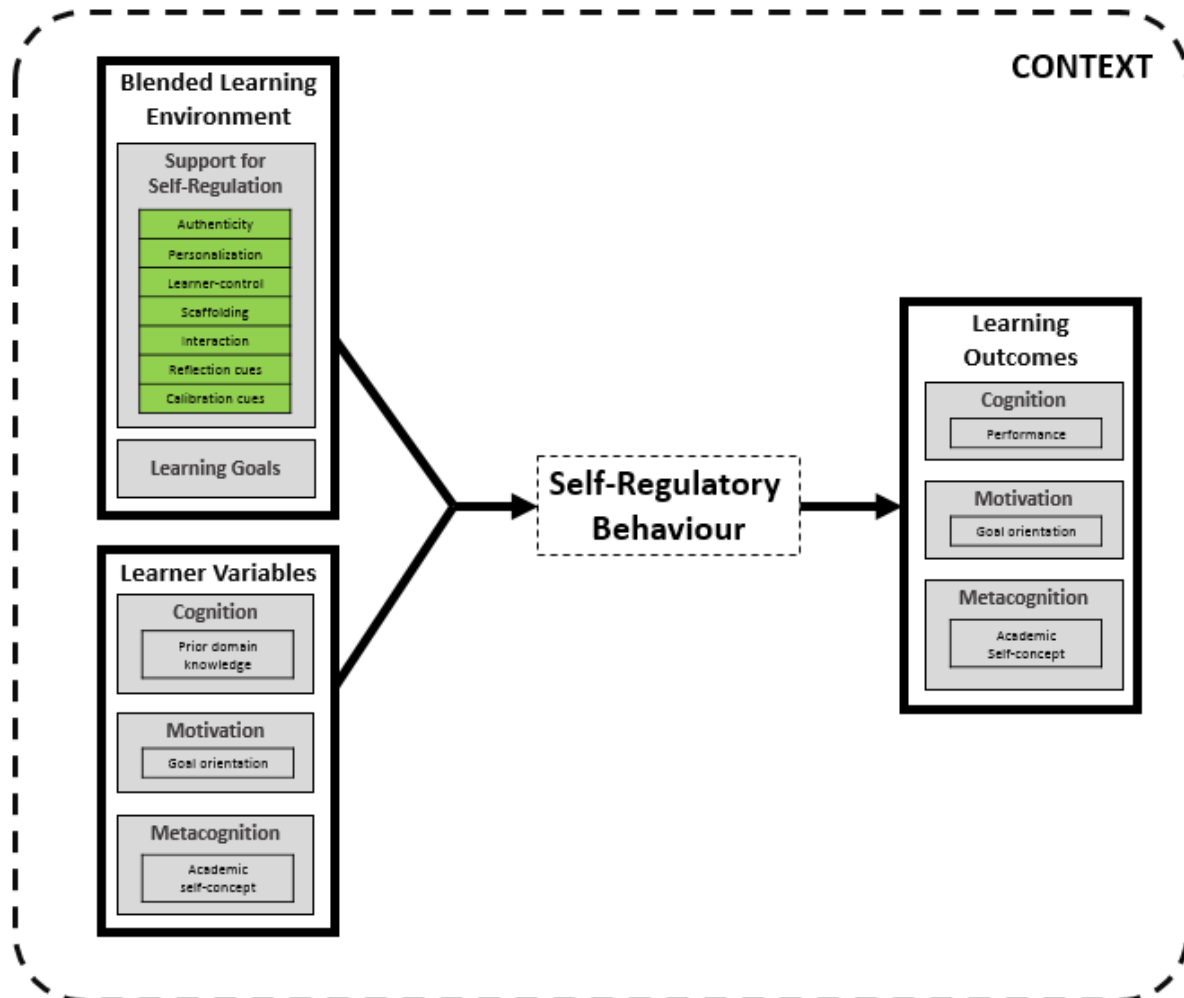 CONTEXT
Blended Learning
Environment
Support for
Self-Regulation
Authenticity
Personalization
Learner-control
Scaffolding
Interaction
Reflection cues
Calibration cues
Learning Goals
Learner Variables
Cognition
Prior domain
knowledge
Motivation
Goal orientation
Metacognition
Academic
self-concept
Self-Regulatory
Behaviour
Learning
Outcomes
Cognition
Performance
Motivation
Goal orientation
Metacognition
Academic
Self-concept